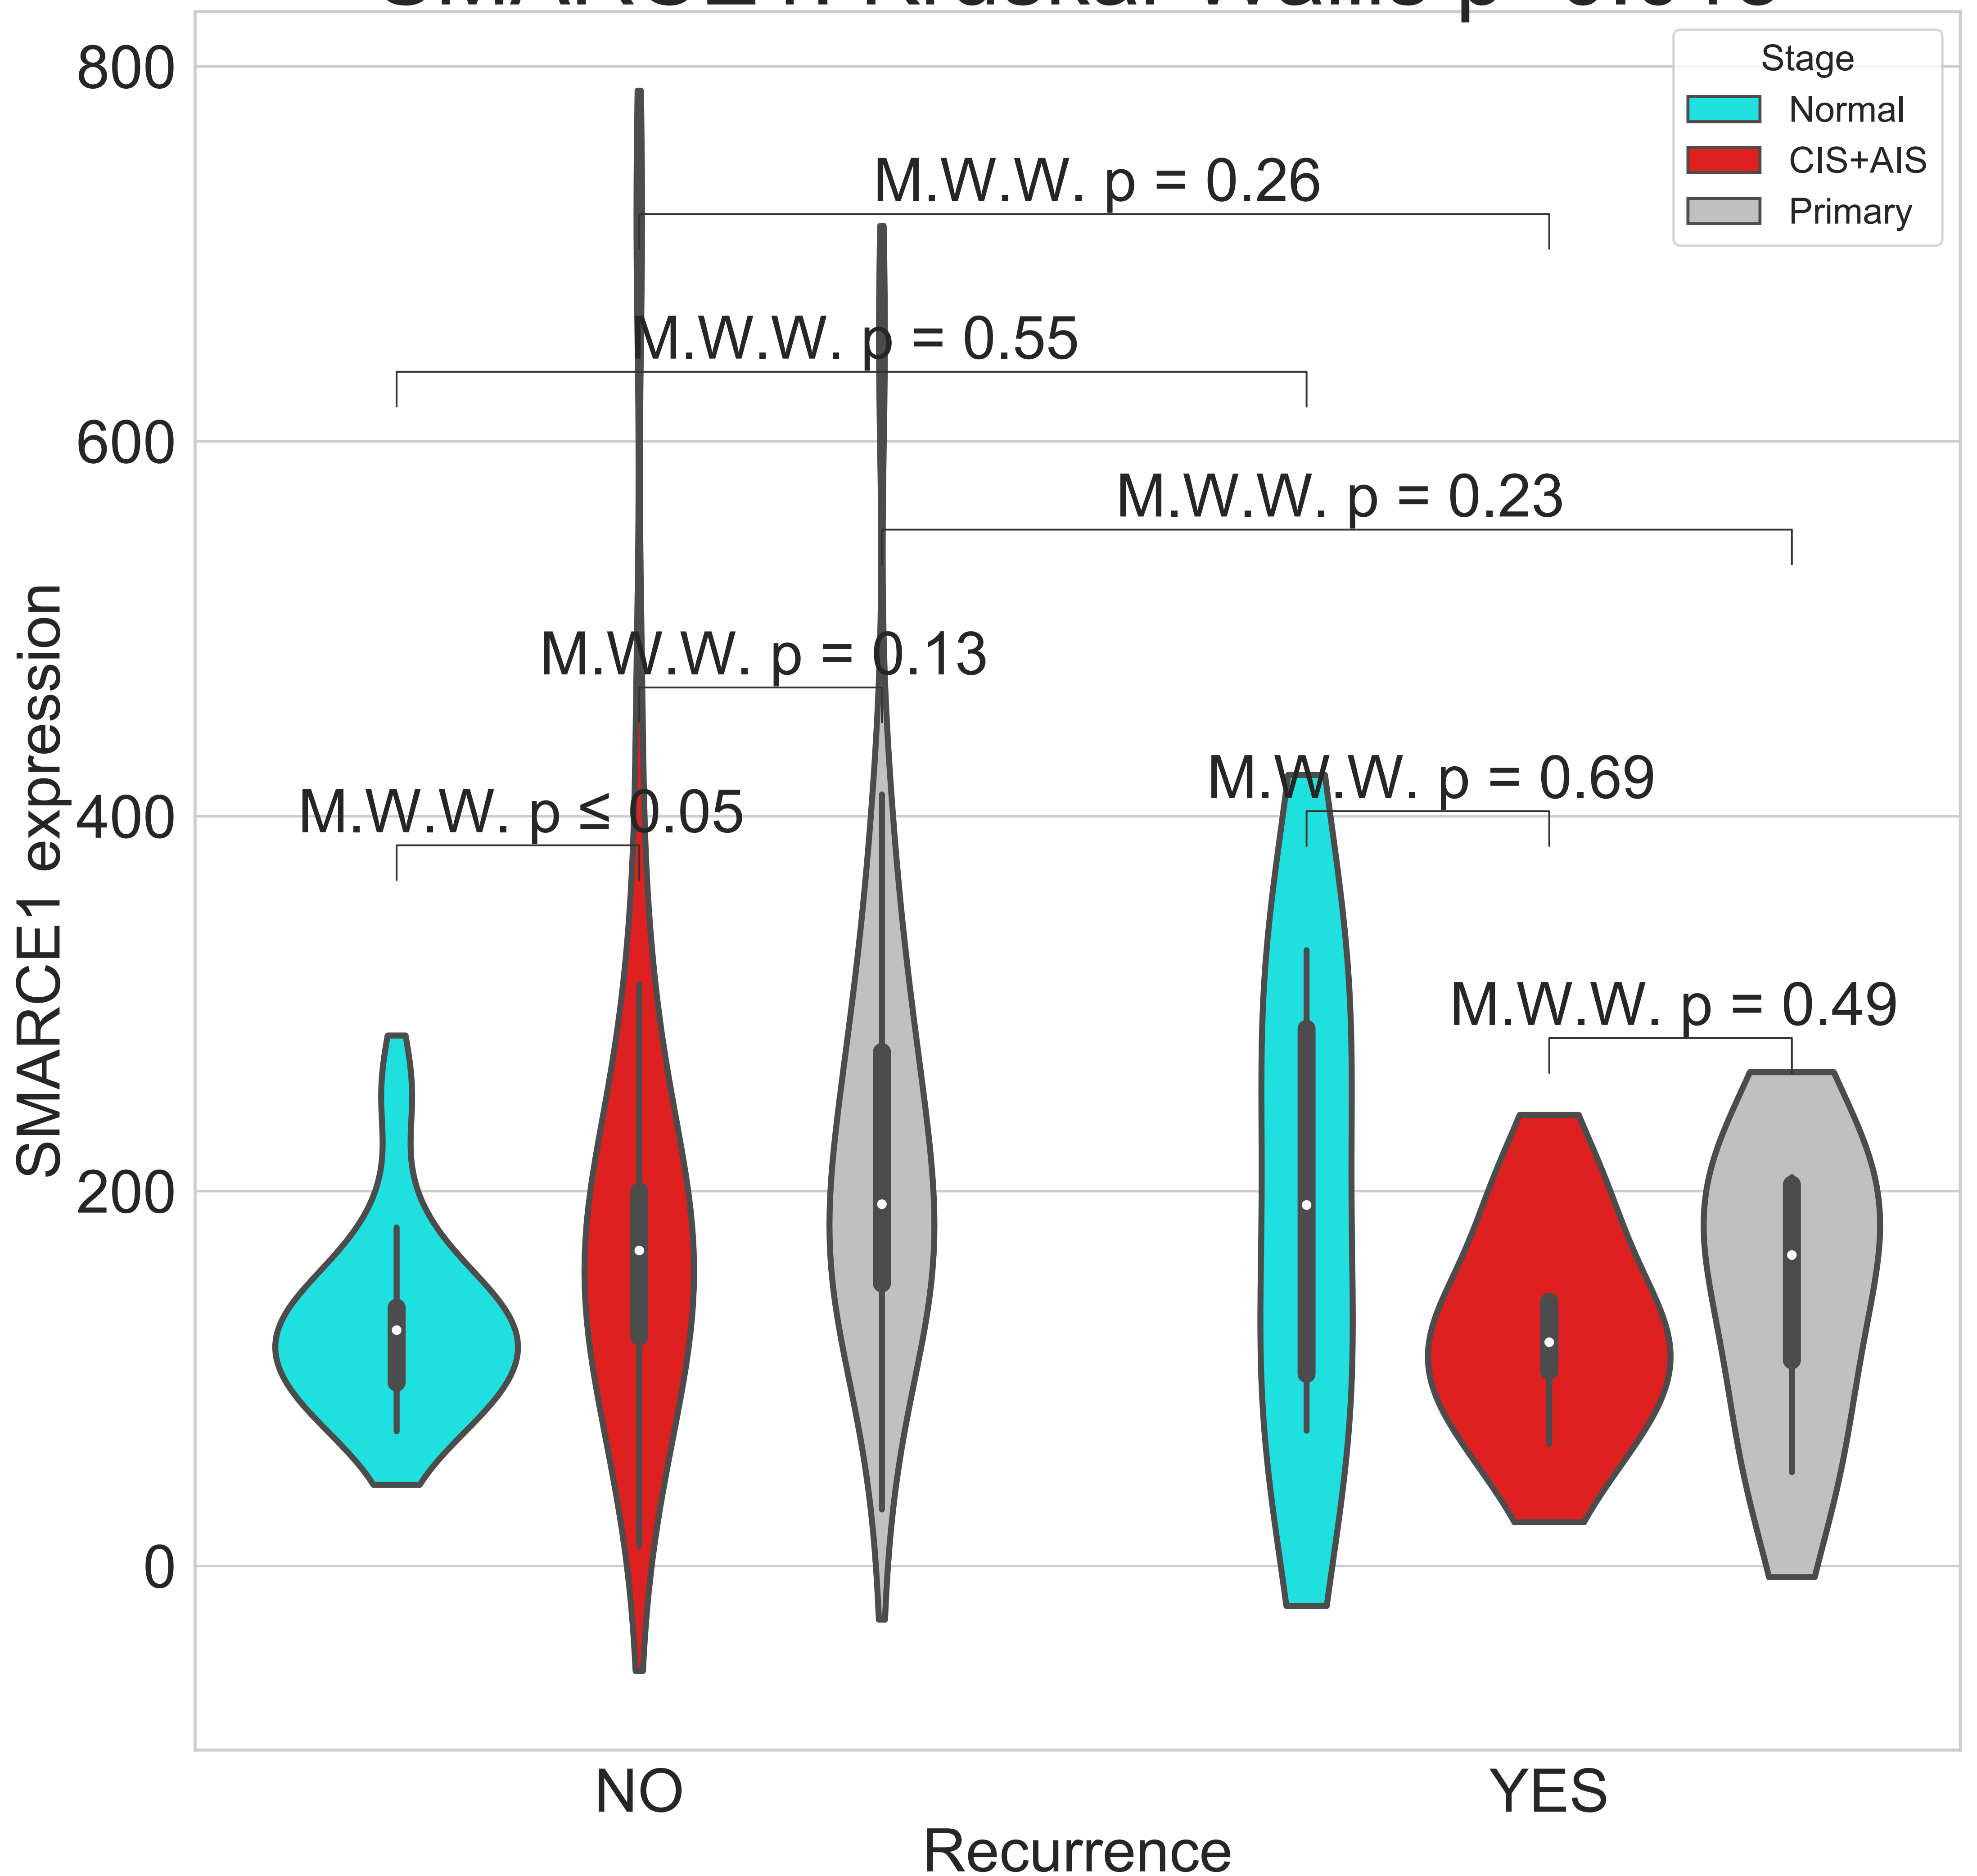 800
Stage
Normal
CIS+AIS
Primary
M.W.W. p = 0.26
M.W.W. p = 0.55
600
M.W.W. p = 0.23
M.W.W. p = 0.13
M.W.W. p = 0.69
M.W.W. p ≤ 0.05
400
SMARCE1 expression
M.W.W. p = 0.49
200
0
NO
YES
Recurrence